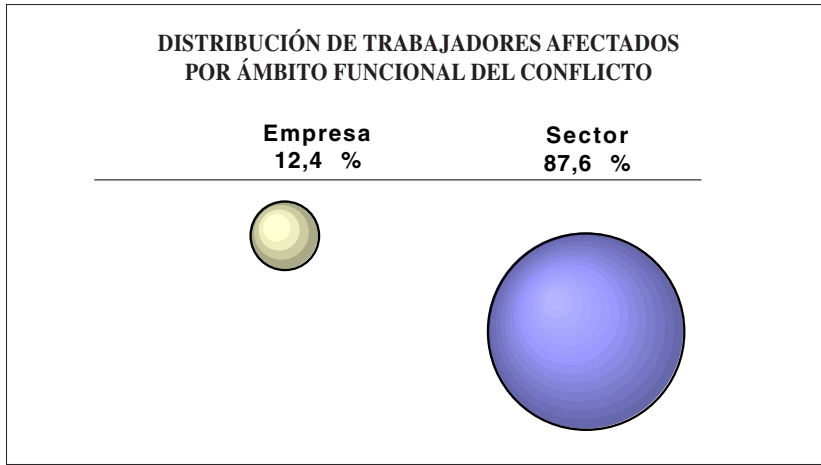 DISTRIBUCIÓN DE TRABAJADORES AFECTADOS
POR ÁMBITO FUNCIONAL DEL CONFLICTO
Empresa Sector
12,4 % 87,6 %